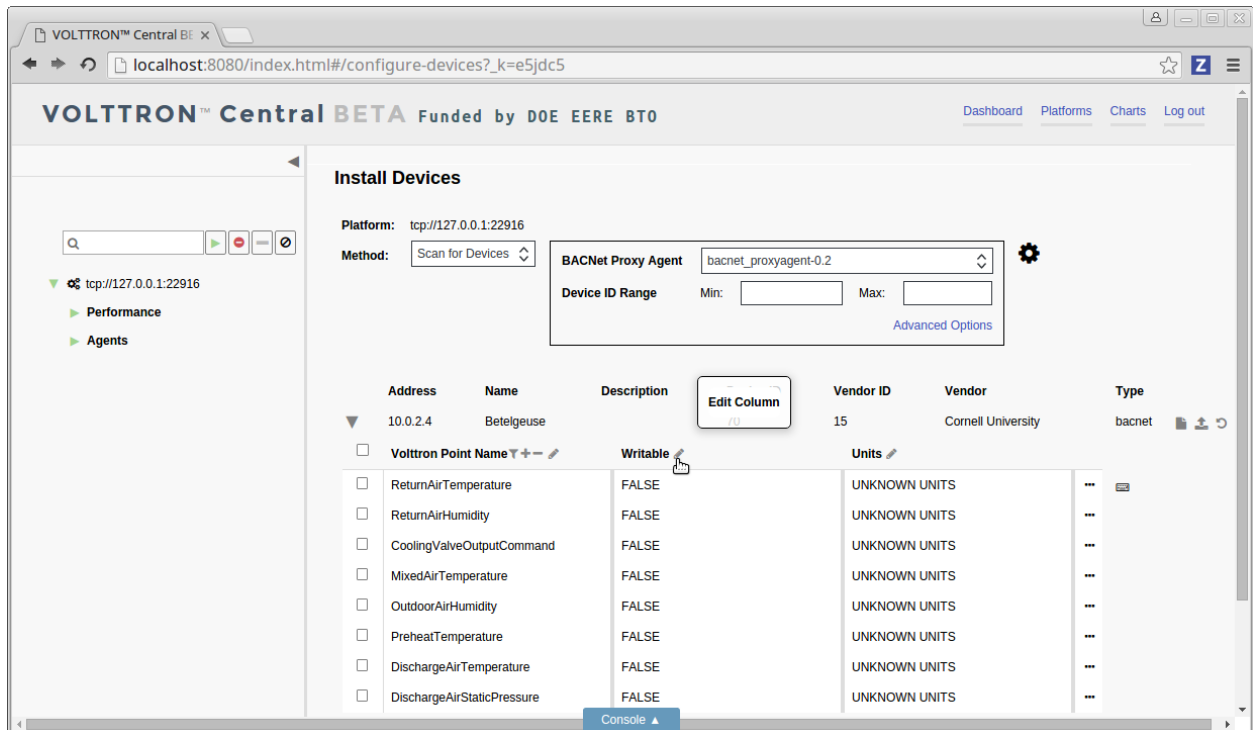 VOLTTRON™ Central BE
localhost:8080/index.html#/configure-devices?_k=e5jdc5
Z
VOLTTRON™ Central BETA Funded by DOE EERE BTO
Dashboard Platforms Charts Log out
Install Devices
Platform: tcp://127.0.0.1:22916
Method: Scan for Devices
BACNet Proxy Agent bacnet_proxyagent-0.2
Device ID Range Min: Max:
Advanced Options
tcp://127.0.0.1:22916
Performance
Agents
Address Name Description Vendor ID Vendor Type
Edit Column
10.0.2.4 Betelgeuse 70 15 Cornell University bacnet
Volttron Point Name Writable Units
ReturnAirTemperature FALSE UNKNOWN UNITS
ReturnAirHumidity FALSE UNKNOWN UNITS
CoolingValveOutputCommand FALSE UNKNOWN UNITS
MixedAirTemperature FALSE UNKNOWN UNITS
OutdoorAirHumidity FALSE UNKNOWN UNITS
PreheatTemperature FALSE UNKNOWN UNITS
DischargeAirTemperature FALSE UNKNOWN UNITS
DischargeAirStaticPressure FALSE UNKNOWN UNITS
Console ▲